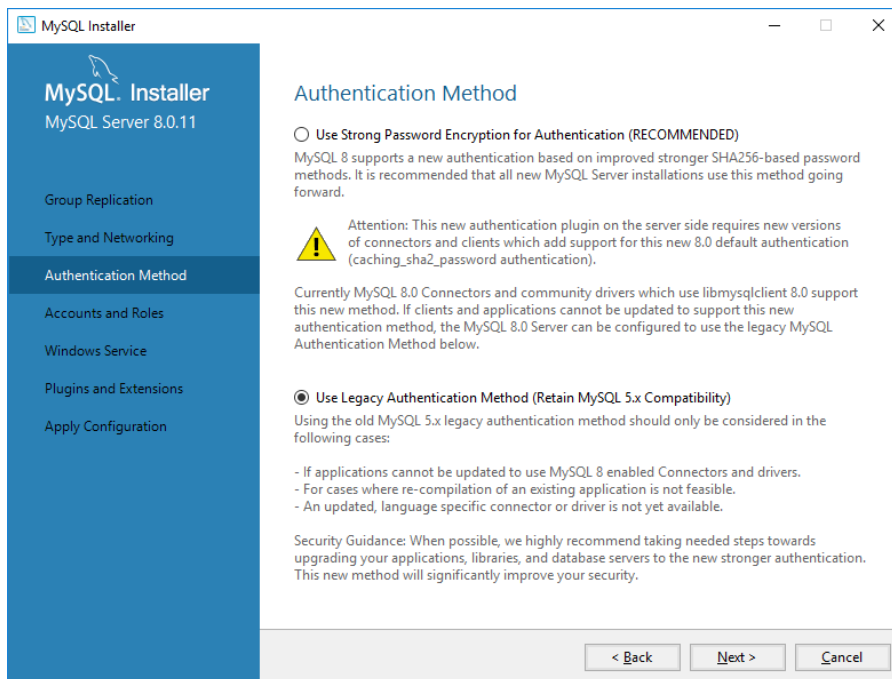 MySQL Installer
MySQL. Installer
MySQL Server 8.0.11
Group Replication
Type and Networking
Authentication Method
Accounts and Roles
Windows Service
Plugins and Extensions
Apply Configuration
Authentication Method
Use Strong Password Encryption for Authentication (RECOMMENDED)
MySQL 8 supports a new authentication based on improved stronger SHA256-based password
methods. It is recommended that all new MySQL Server installations use this method going
forward.
Attention: This new authentication plugin on the server side requires new versions
of connectors and clients which add support for this new 8.0 default authentication
(caching_sha2_password authentication).
Currently MySQL 8.0 Connectors and community drivers which use libmysqlclient 8.0 support
this new method. If clients and applications cannot be updated to support this new
authentication method, the MySQL 8.0 Server can be configured to use the legacy MySQL
Authentication Method below.
Use Legacy Authentication Method (Retain MySQL 5.x Compatibility)
Using the old MySQL 5.x legacy authentication method should only be considered in the
following cases:
- If applications cannot be updated to use MySQL 8 enabled Connectors and drivers.
- For cases where re-compilation of an existing application is not feasible.
- An updated, language specific connector or driver is not yet available.
Security Guidance: When possible, we highly recommend taking needed steps towards
upgrading your applications, libraries, and database servers to the new stronger authentication.
This new method will significantly improve your security.
< Back
Next >
Cancel